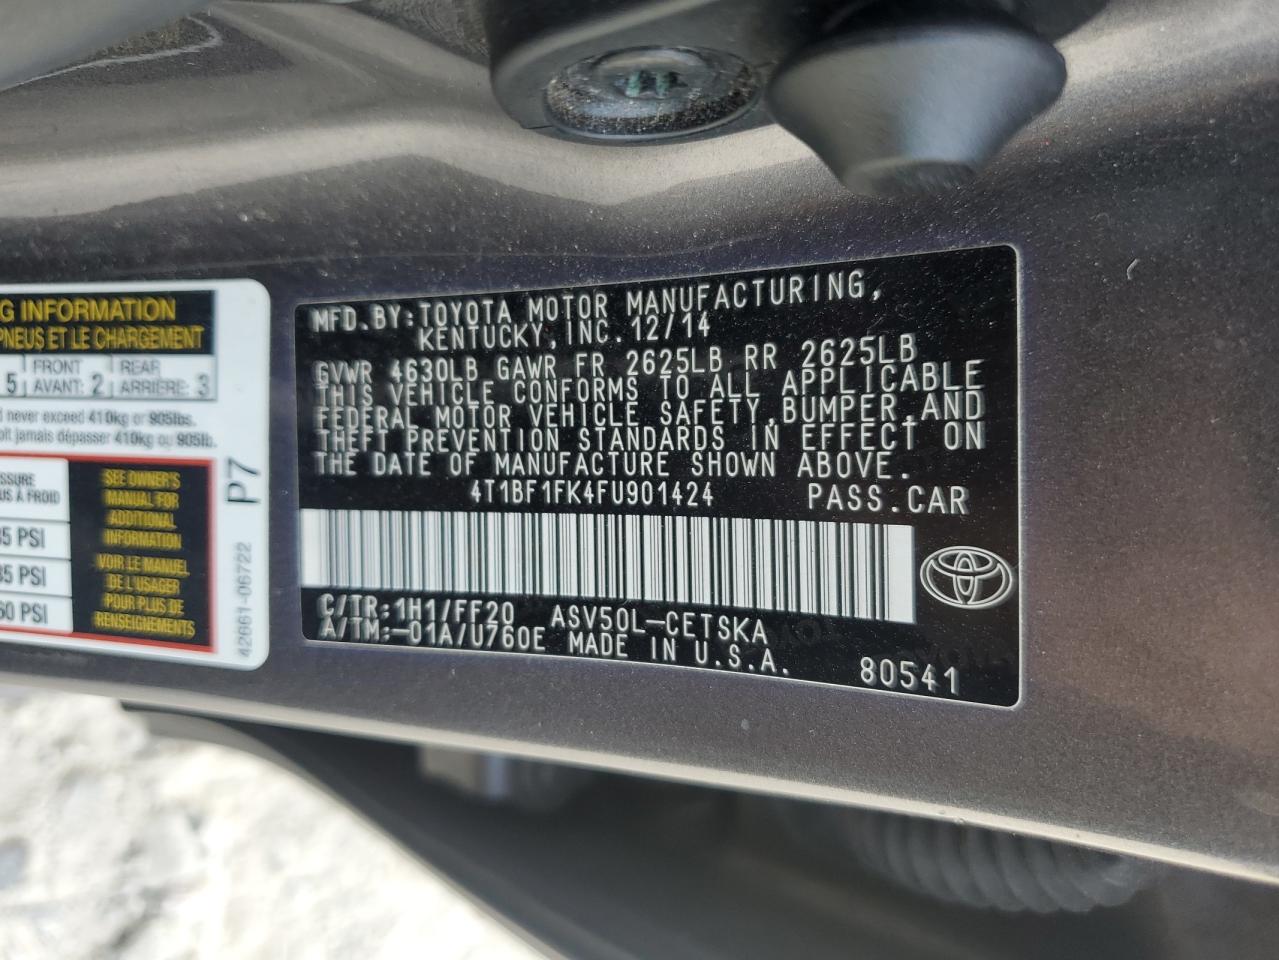 G INFORMATION
PNEUS ET LE CHARGEMENT
5 FRONT AVANT: 2 REAR ARRIÈRE: 3
d never exceed 410kg or 905lbs.
oit jamais dépasser 410kg ou 905lb.
SSURE
S À FROID
35 PSI
35 PSI
60 PSI
SEE OWNER'S
MANUAL FOR
ADDITIONAL
INFORMATION
VOIR LE MANUEL
DE L'USAGER
POUR PLUS DE
RENSEIGNEMENTS
P7
42661-06722
MFD.BY:TOYOTA MOTOR MANUFACTURING,
KENTUCKY,INC.12/14
GVWR 4630LB GAWR FR 2625LB RR 2625LB
THIS VEHICLE CONFORMS TO ALL APPLICABLE
FEDERAL MOTOR VEHICLE SAFETY,BUMPER,AND
THEFT PREVENTION STANDARDS IN EFFECT ON
THE DATE OF MANUFACTURE SHOWN ABOVE.
4T1BF1FK4FU901424 PASS.CAR
C/TR:1H1/FF20 ASV50L-CETSKA
A/TM:-01A/U760E MADE IN U.S.A.
80541